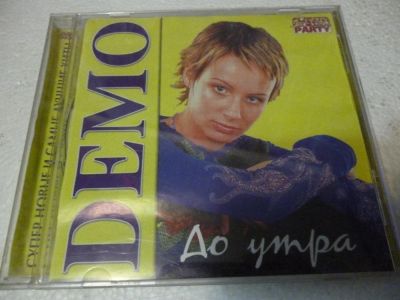 DEMO
До утра
PARTY
СУПЕР НОВЫЕ И САМЫЕ ЛУЧШИЕ ХИТЫ